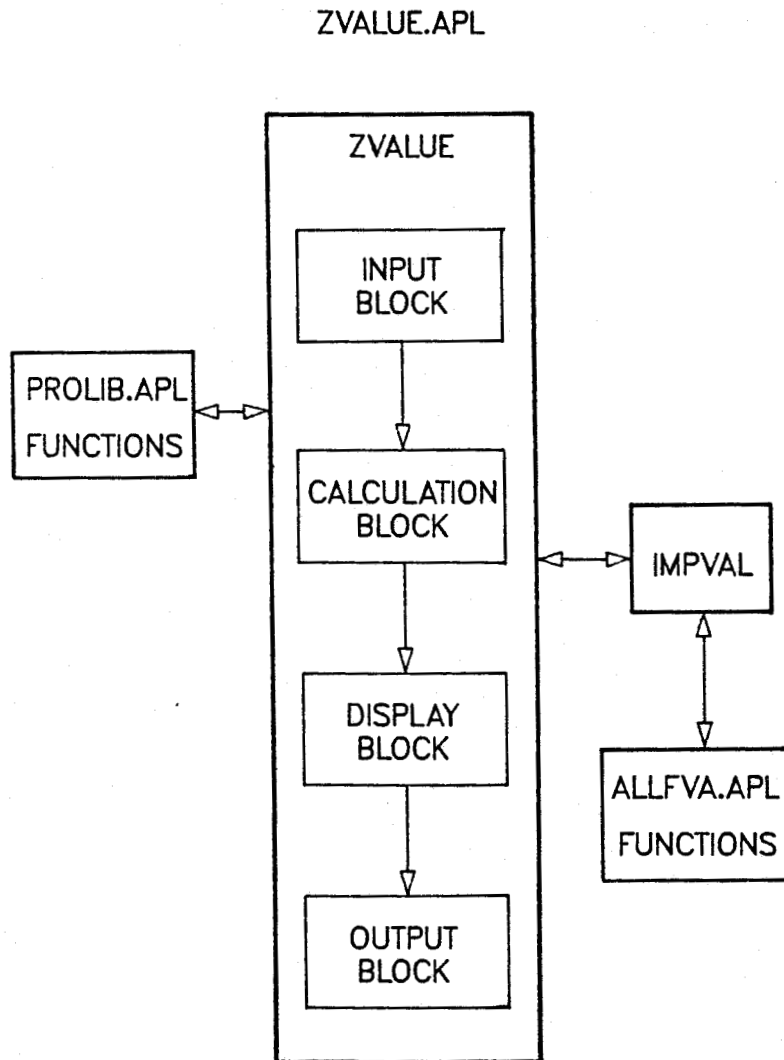 ZVALUE.APL
ZVALUE
INPUT
BLOCK
PROLIB.APL
FUNCTIONS
CALCULATION
BLOCK
IMPVAL
DISPLAY
BLOCK
ALLFVA.APL
FUNCTIONS
OUTPUT
BLOCK